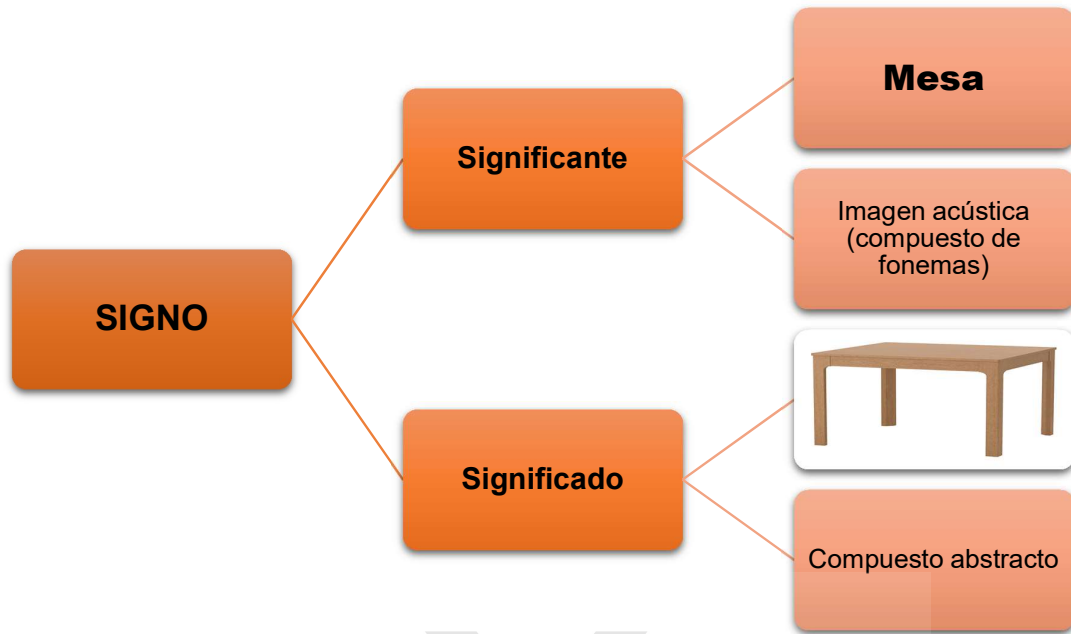 SIGNO
Significante
Mesa
Imagen acústica
(compuesto de
fonemas)
Significado
Compuesto abstracto